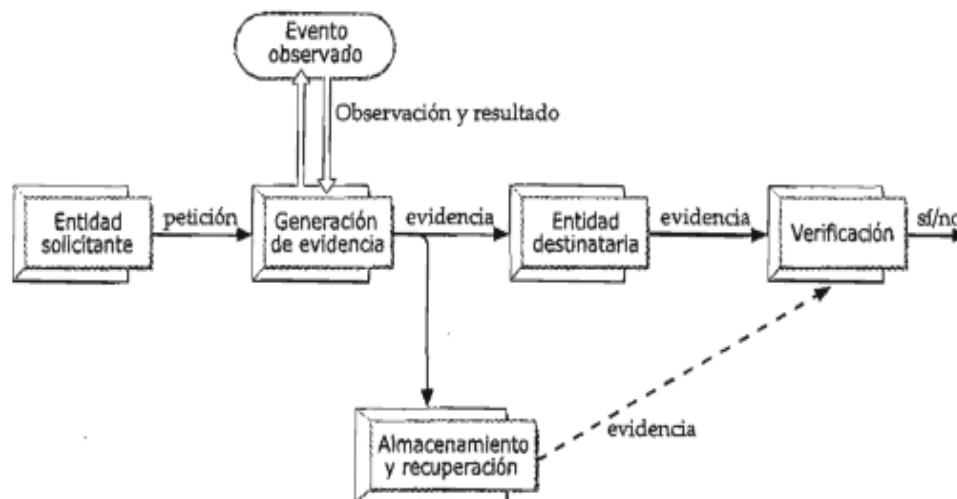 Evento
observado
Observación y resultado
Entidad
solicitante
petición
Generación
de evidencia
evidencia
Entidad
destinataria
evidencia
Verificación
sí/no
Almacenamiento
y recuperación
evidencia